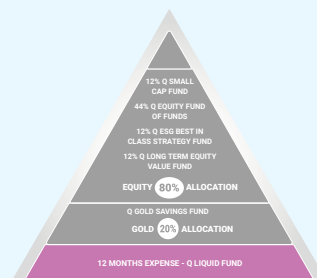 12% Q SMALL
CAP FUND
44% Q EQUITY FUND
OF FUNDS
12% Q ESG BEST IN
CLASS STRATEGY FUND
12% Q LONG TERM EQUITY
VALUE FUND
EQUITY 80% ALLOCATION
Q GOLD SAVINGS FUND
GOLD 20% ALLOCATION
12 MONTHS EXPENSE - Q LIQUID FUND